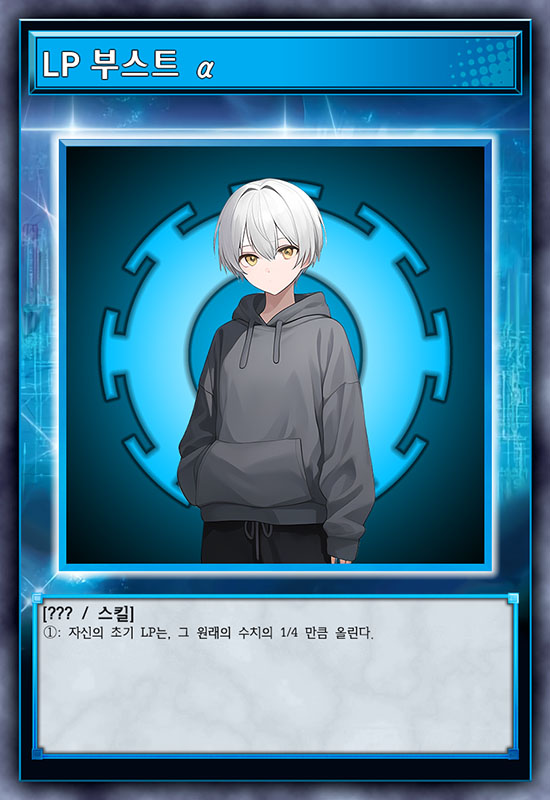 LP 부스트 α
[??? / 스킬]
①: 자신의 초기 LP는, 그 원래의 수치의 1/4 만큼 올린다.